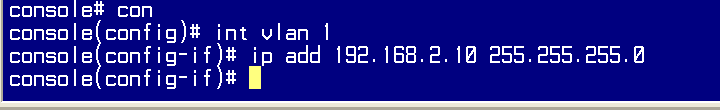 console# con
console(config)# int vlan 1
console(config-if)# ip add 192.168.2.10 255.255.255.0
console(config-if)#